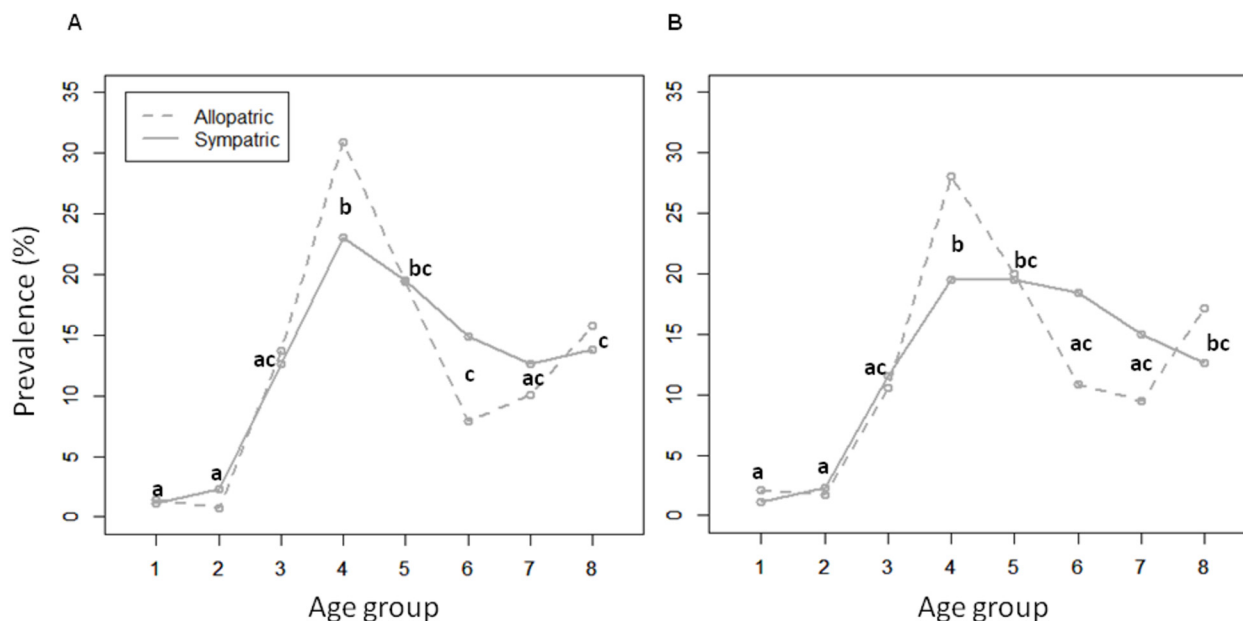 A
B
Prevalence (%)
35
30
25
20
15
10
5
0
Allopatric
Sympatric
a
a
ac
b
bc
c
ac
c
1 2 3 4 5 6 7 8
Age group
35
30
25
20
15
10
5
0
a
a
ac
b
bc
ac
ac
bc
1 2 3 4 5 6 7 8
Age group